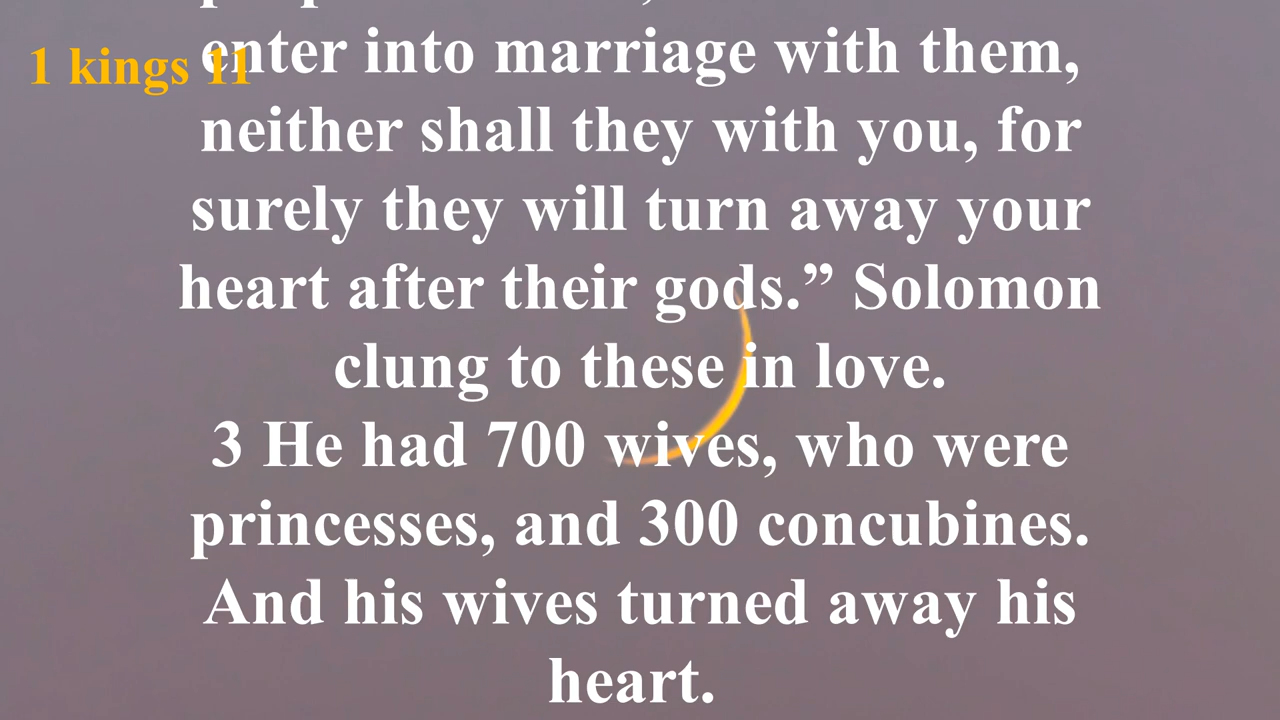 1 kings 11
enter into marriage with them,
neither shall they with you, for
surely they will turn away your
heart after their gods.” Solomon
clung to these in love.
3 He had 700 wives, who were
princesses, and 300 concubines.
And his wives turned away his
heart.